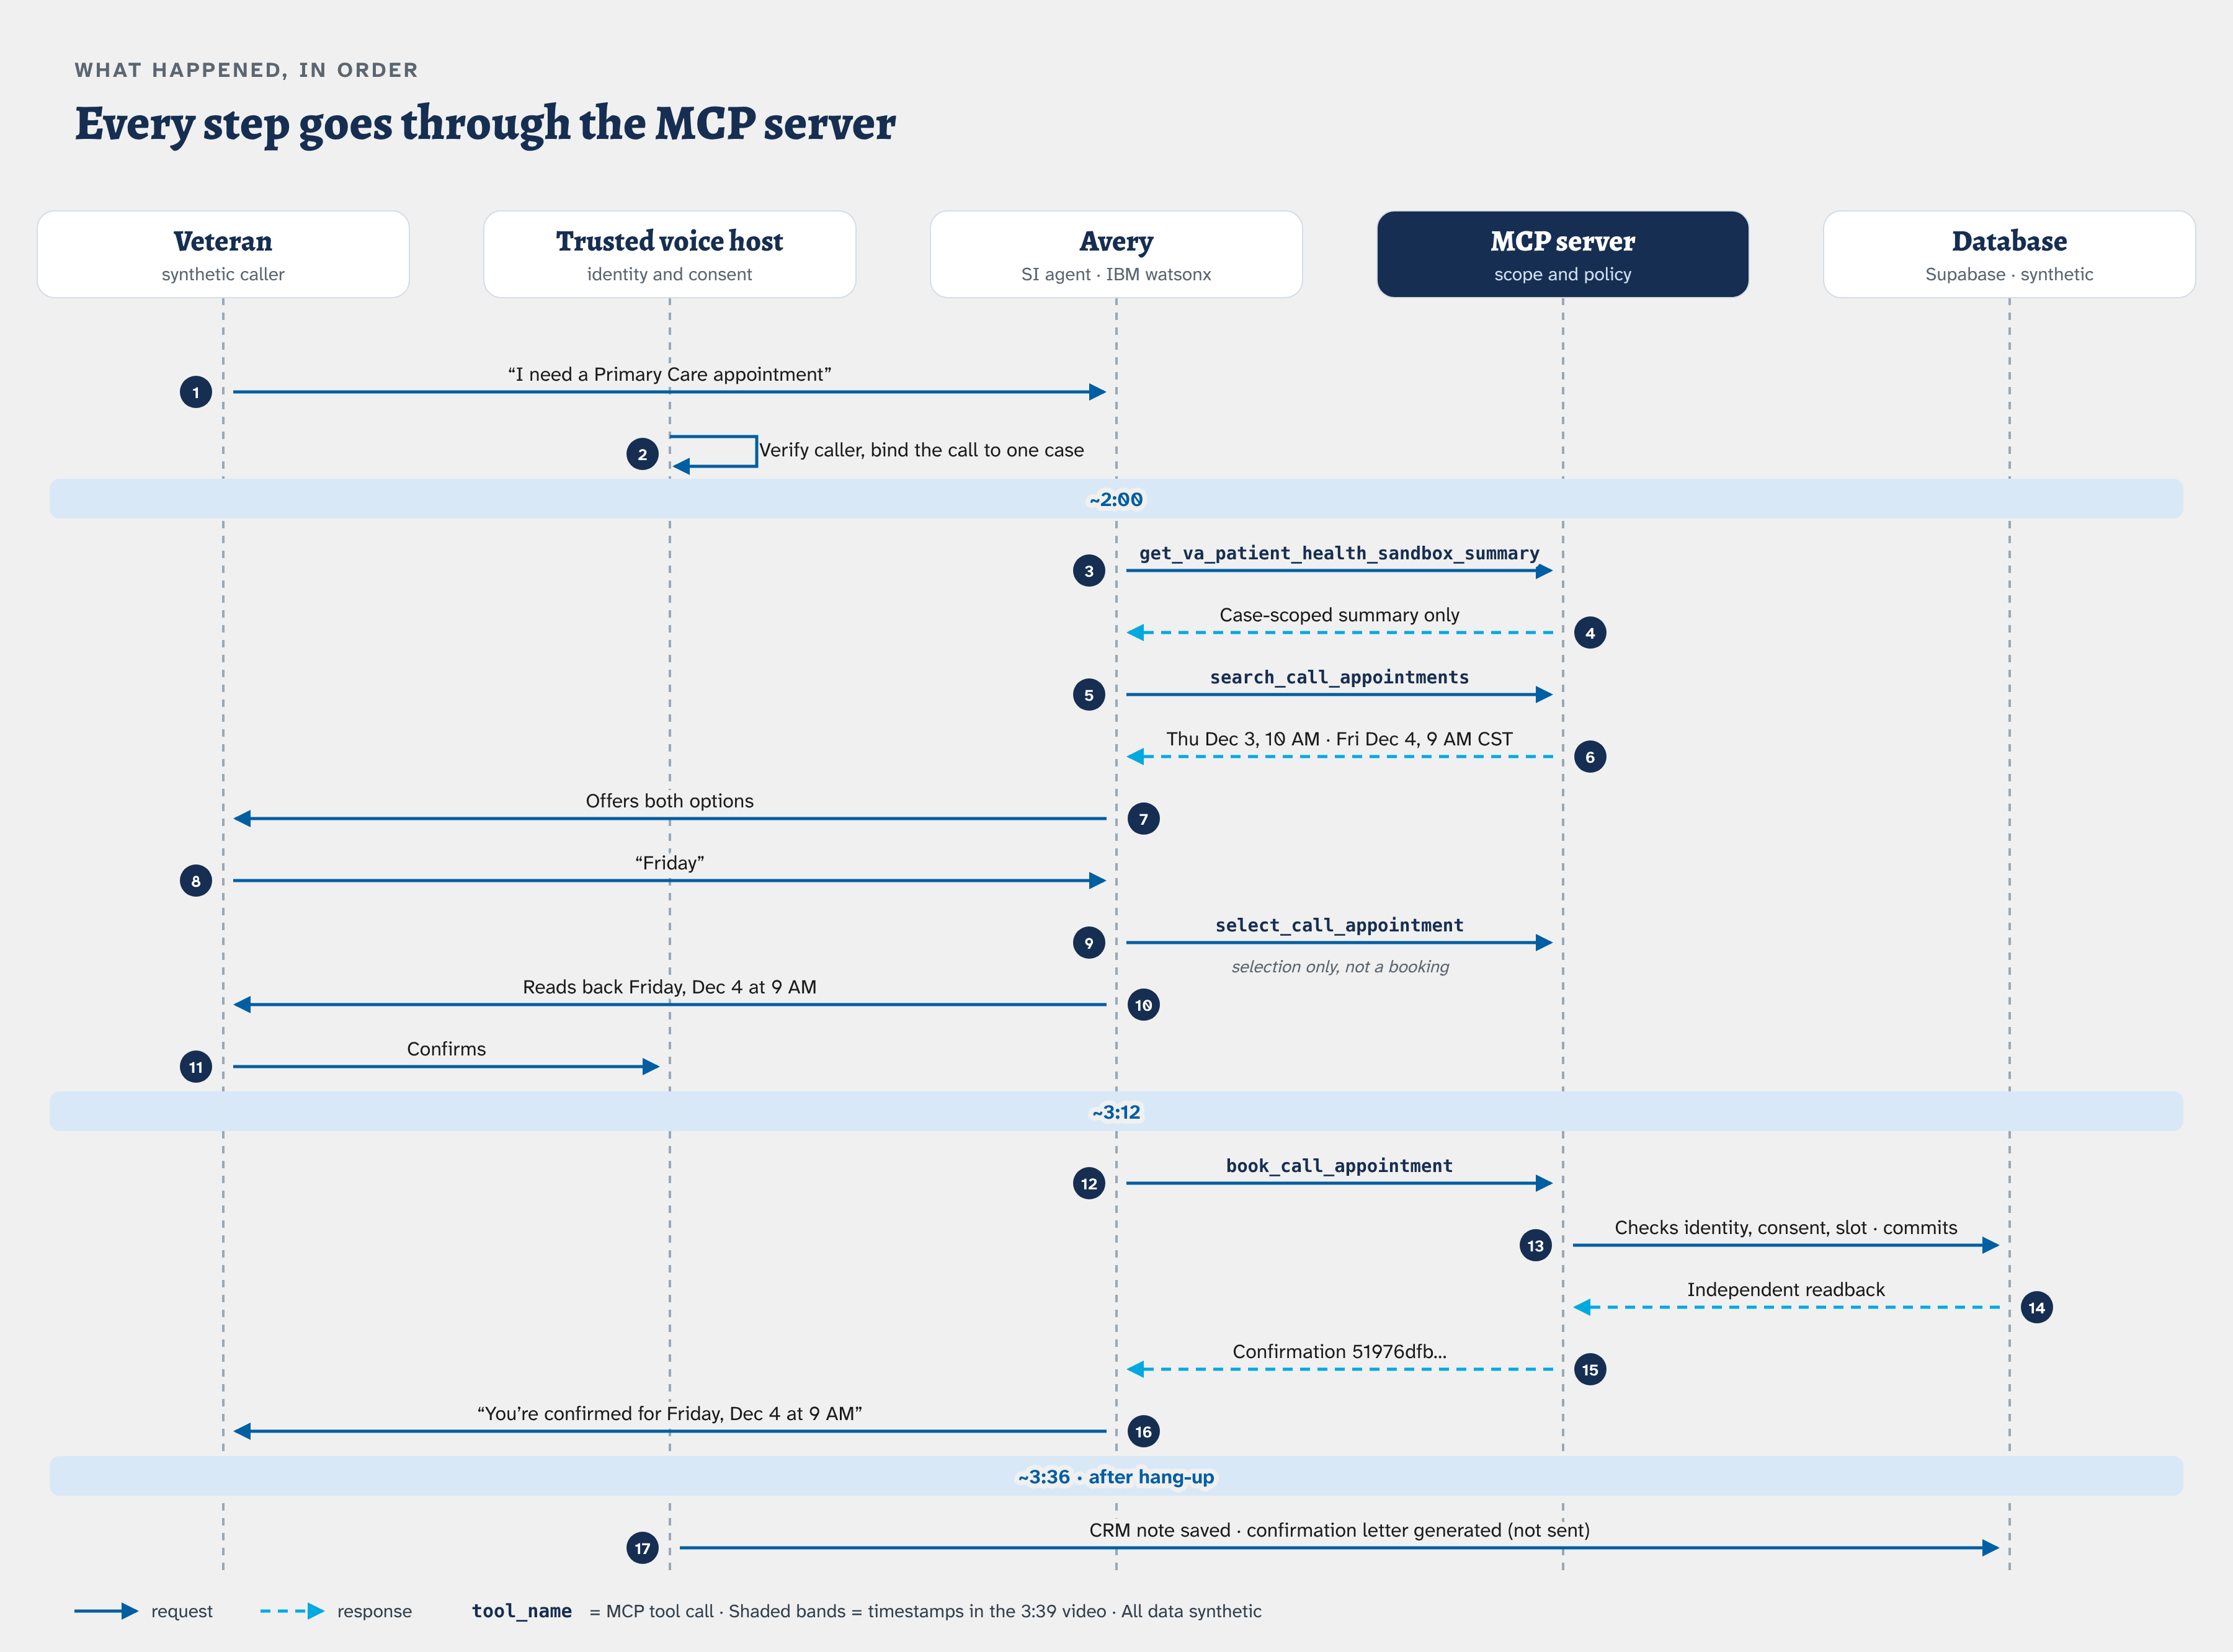 WHAT HAPPENED, IN ORDER
Every step goes through the MCP server
Veteran
synthetic caller
Trusted voice host
identity and consent
Avery
SI agent · IBM watsonx
MCP server
scope and policy
Database
Supabase · synthetic
1
“I need a Primary Care appointment”
2
Verify caller, bind the call to one case
~2:00
3
get_va_patient_health_sandbox_summary
Case-scoped summary only
4
5
search_call_appointments
Thu Dec 3, 10 AM · Fri Dec 4, 9 AM CST
6
Offers both options
7
8
“Friday”
9
select_call_appointment
selection only, not a booking
Reads back Friday, Dec 4 at 9 AM
10
11
Confirms
~3:12
12
book_call_appointment
13
Checks identity, consent, slot · commits
Independent readback
14
Confirmation 51976dfb…
15
“You’re confirmed for Friday, Dec 4 at 9 AM”
16
~3:36 · after hang-up
17
CRM note saved · confirmation letter generated (not sent)
request
response
tool_name = MCP tool call · Shaded bands = timestamps in the 3:39 video · All data synthetic